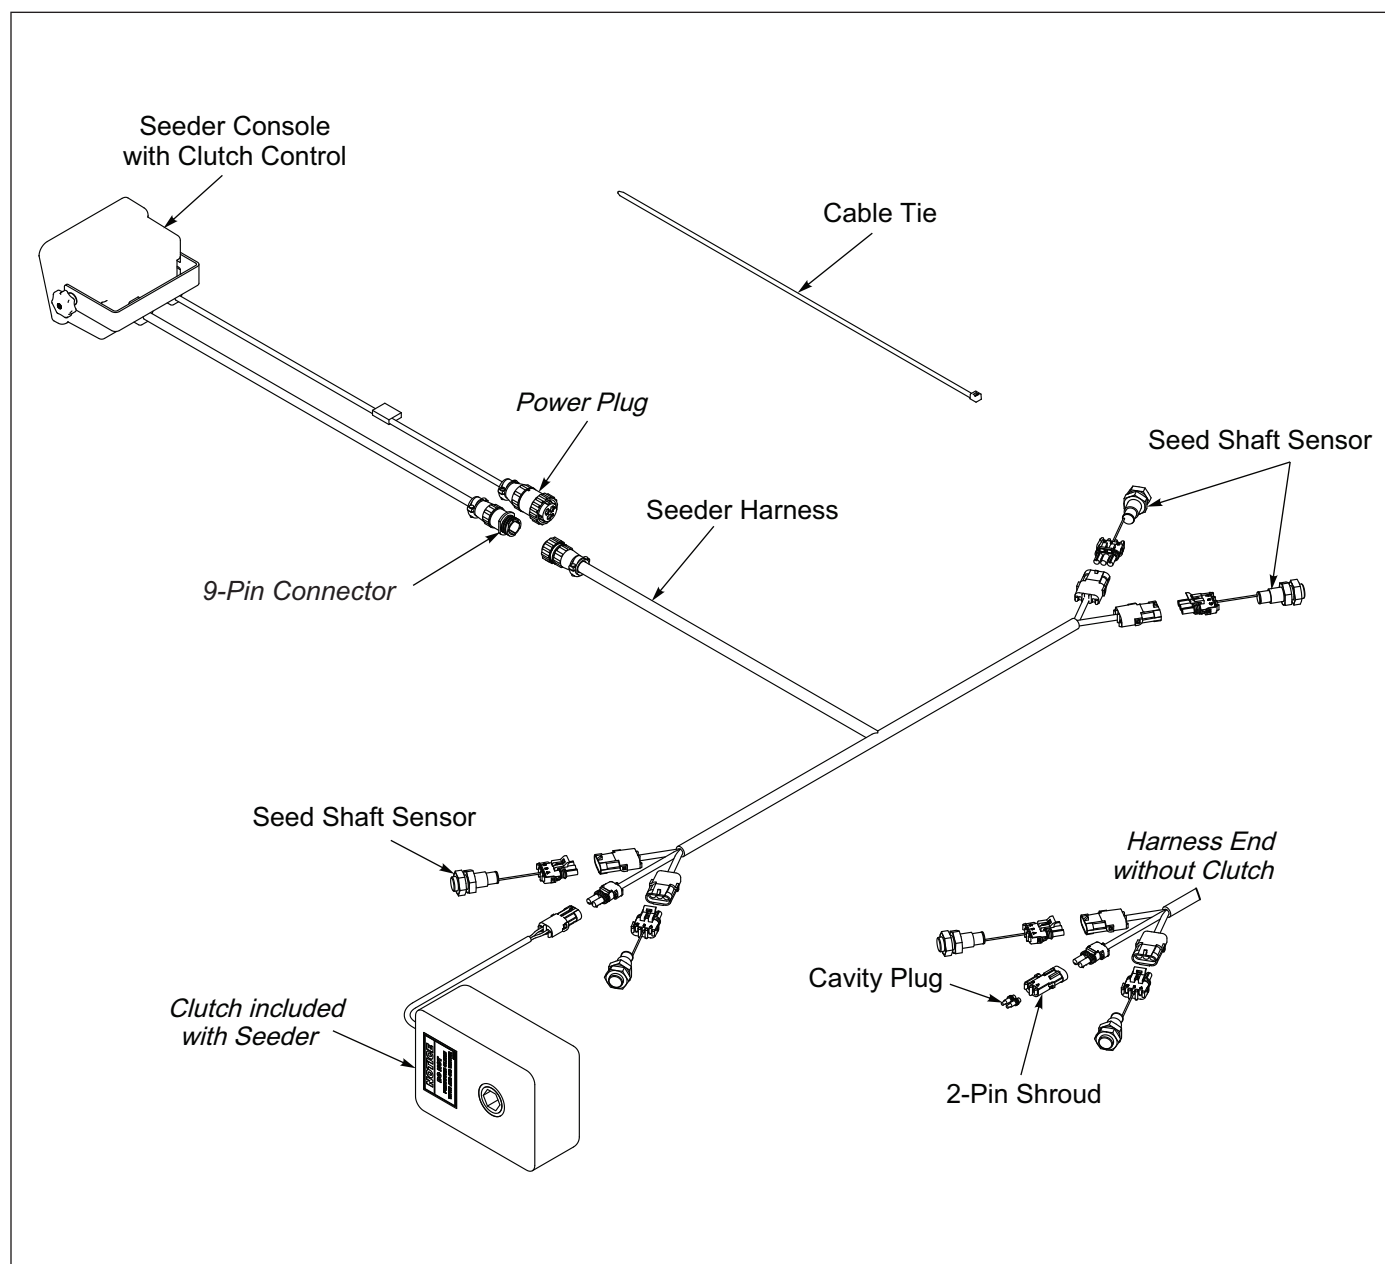 Seeder Console
with Clutch Control
Cable Tie
Power Plug
Seed Shaft Sensor
Seeder Harness
9-Pin Connector
Seed Shaft Sensor
Harness End
without Clutch
Cavity Plug
Clutch included
with Seeder
NOTICE
2-Pin Shroud